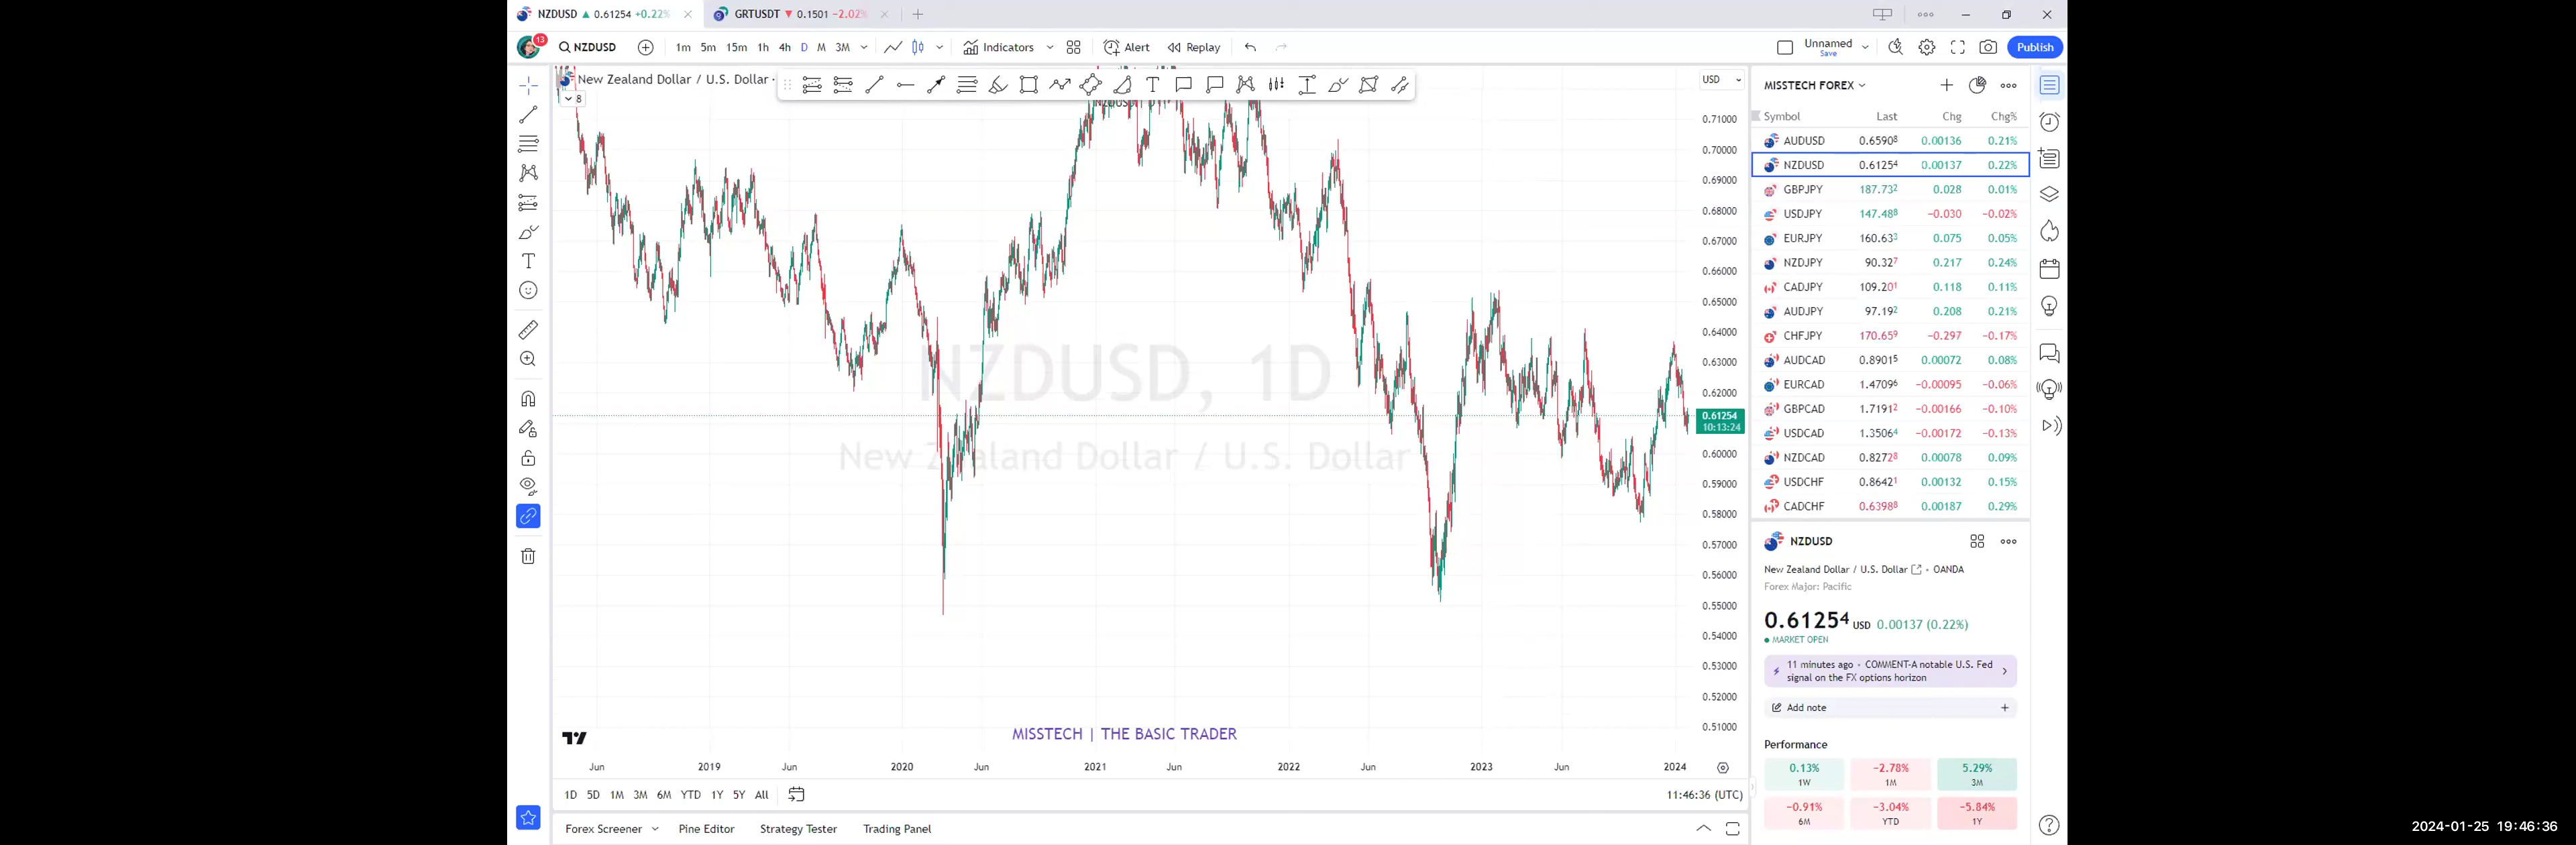 NZDUSD ▲ 0.61254 +0.22%
GRTUSDT ▼ 0.1501 −2.02%
13
NZDUSD
1m 5m 15m 1h 4h D M 3M
Indicators
Alert
Replay
Unnamed
Save
Publish
New Zealand Dollar / U.S. Dollar ·
8
USD
0.71000
0.70000
0.69000
0.68000
0.67000
0.66000
0.65000
0.64000
0.63000
0.62000
0.61254
10:13:24
0.60000
0.59000
0.58000
0.57000
0.56000
0.55000
0.54000
0.53000
0.52000
0.51000
NZDUSD, 1D
New Zealand Dollar / U.S. Dollar
MISSTECH | THE BASIC TRADER
Jun 2019 Jun 2020 Jun 2021 Jun 2022 Jun 2023 Jun 2024
1D 5D 1M 3M 6M YTD 1Y 5Y All
11:46:36 (UTC)
Forex Screener
Pine Editor
Strategy Tester
Trading Panel
MISSTECH FOREX
Symbol Last Chg Chg%
AUDUSD 0.65908 0.00136 0.21%
NZDUSD 0.61254 0.00137 0.22%
GBPJPY 187.732 0.028 0.01%
USDJPY 147.488 −0.030 −0.02%
EURJPY 160.633 0.075 0.05%
NZDJPY 90.327 0.217 0.24%
CADJPY 109.201 0.118 0.11%
AUDJPY 97.192 0.208 0.21%
CHFJPY 170.659 −0.297 −0.17%
AUDCAD 0.89015 0.00072 0.08%
EURCAD 1.47096 −0.00095 −0.06%
GBPCAD 1.71912 −0.00166 −0.10%
USDCAD 1.35064 −0.00172 −0.13%
NZDCAD 0.82728 0.00078 0.09%
USDCHF 0.86421 0.00132 0.15%
CADCHF 0.63988 0.00187 0.29%
NZDUSD
New Zealand Dollar / U.S. Dollar · OANDA
Forex Major: Pacific
0.61254 USD 0.00137 (0.22%)
MARKET OPEN
11 minutes ago · COMMENT-A notable U.S. Fed
signal on the FX options horizon
Add note
Performance
0.13% −2.78% 5.29%
1W 1M 3M
−0.91% −3.04% −5.84%
6M YTD 1Y
2024-01-25 19:46:36